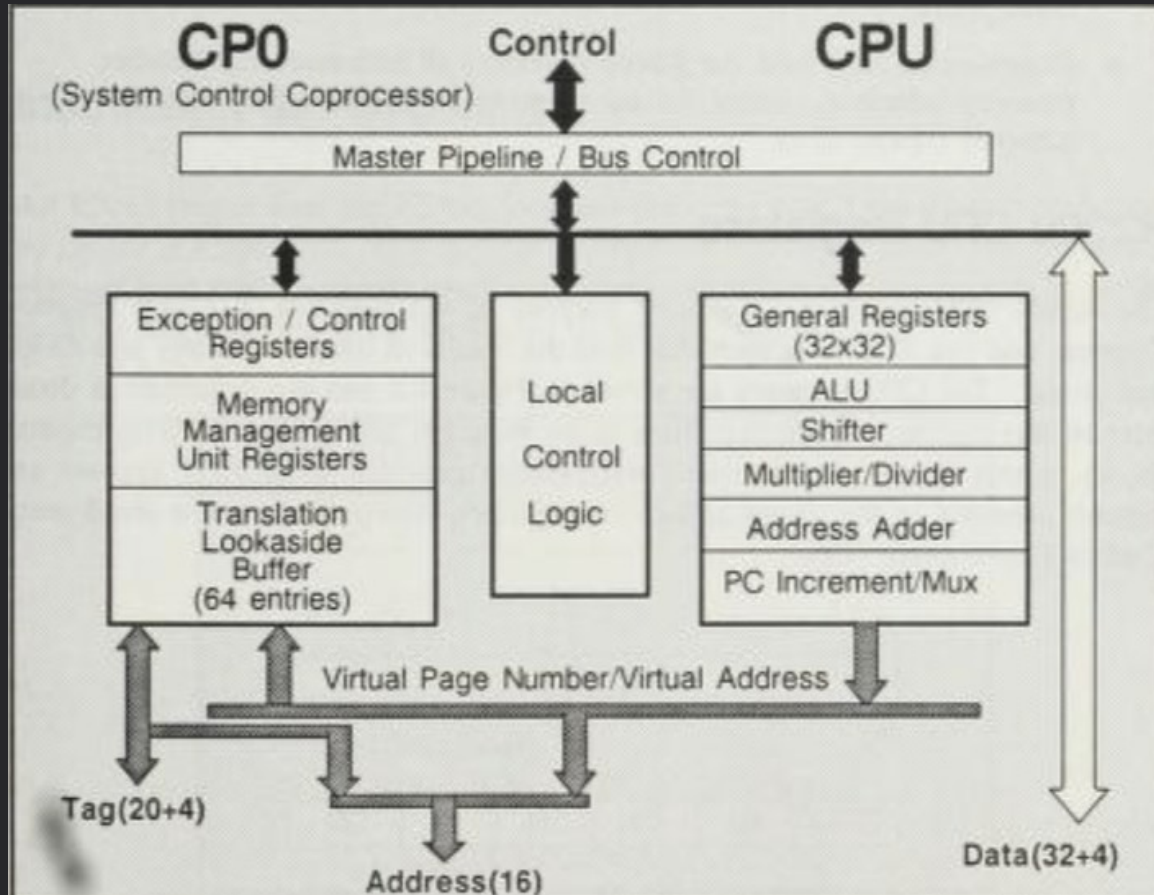 CP0
Control
CPU
(System Control Coprocessor)
Master Pipeline / Bus Control
Exception / Control
Registers
Memory
Management
Unit Registers
Translation
Lookaside
Buffer
(64 entries)
Local
Control
Logic
General Registers
(32x32)
ALU
Shifter
Multiplier/Divider
Address Adder
PC Increment/Mux
Virtual Page Number/Virtual Address
Tag(20+4)
Address(16)
Data(32+4)